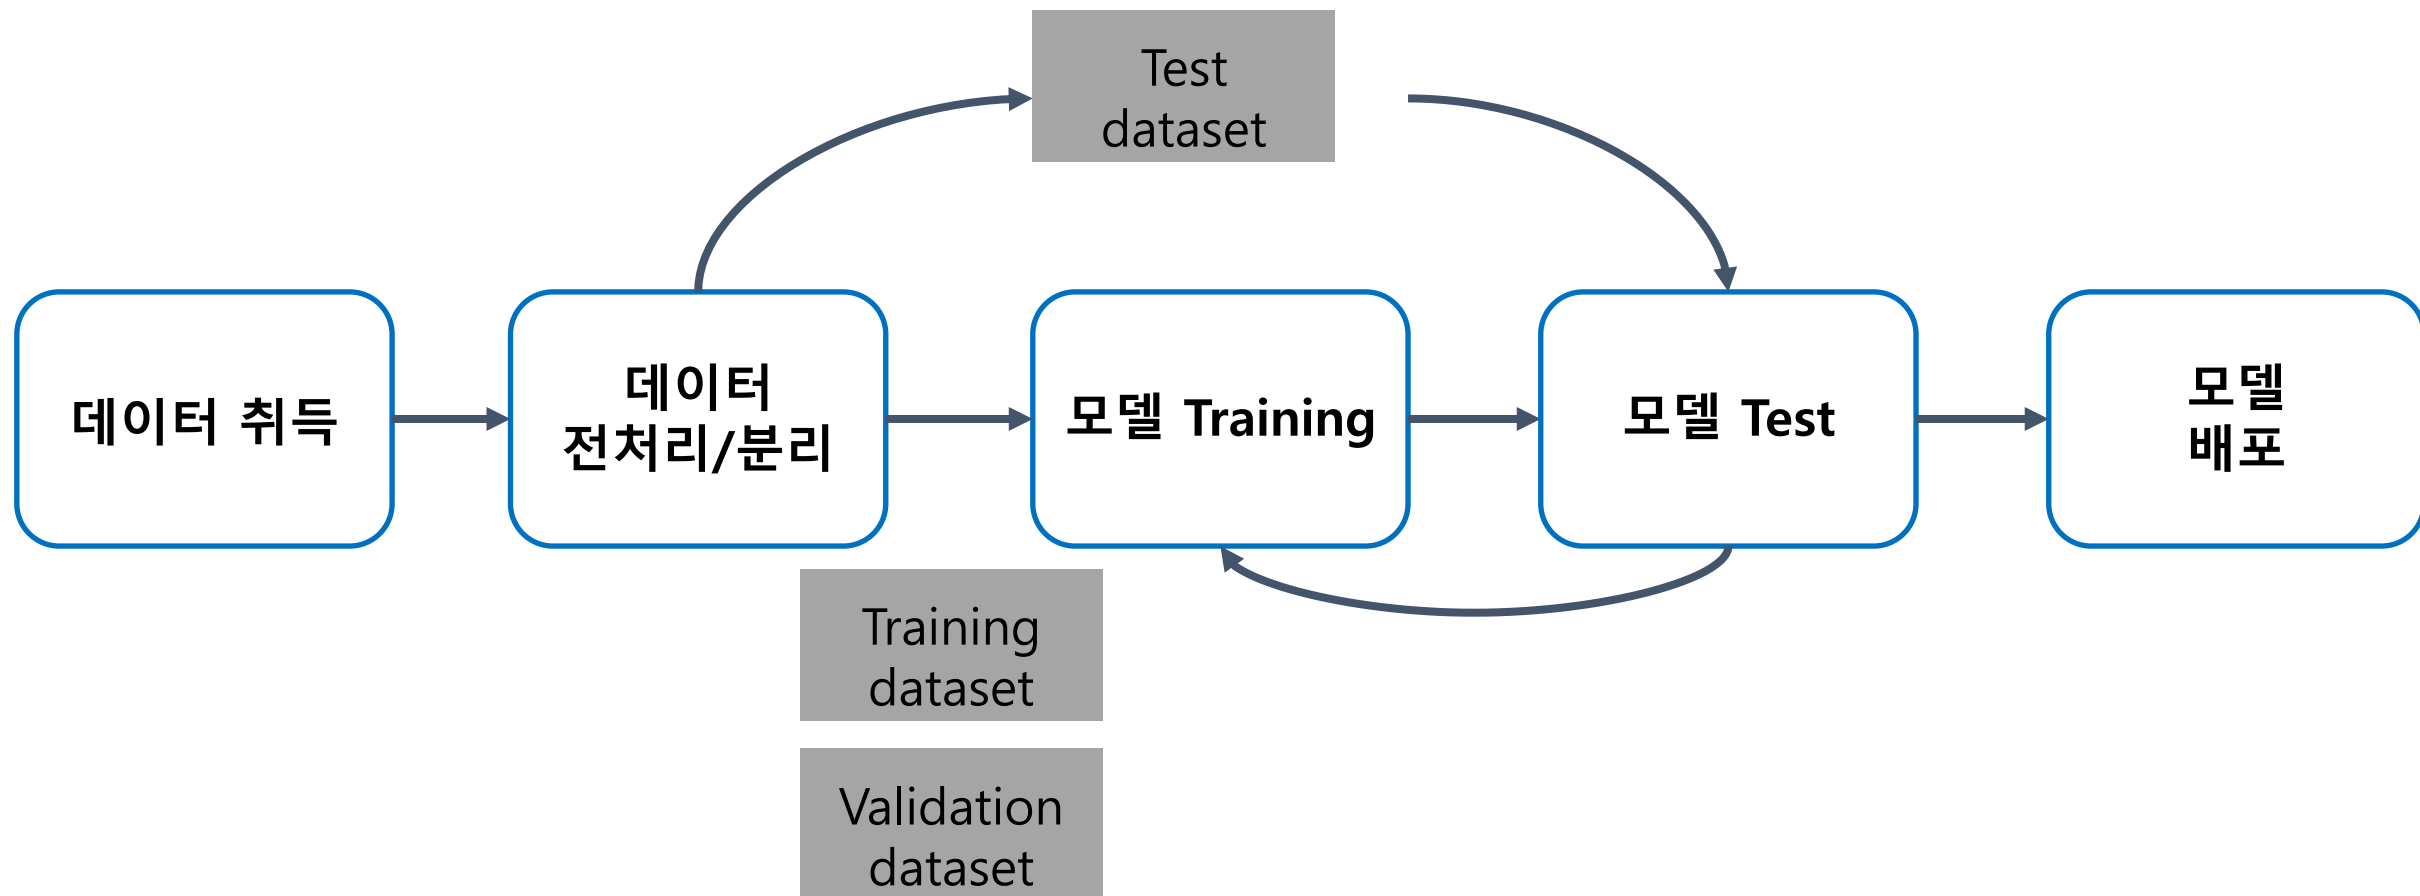 Test
dataset
데이터 취득
데이터
전처리/분리
모델 Training
모델 Test
모델
배포
Training
dataset
Validation
dataset